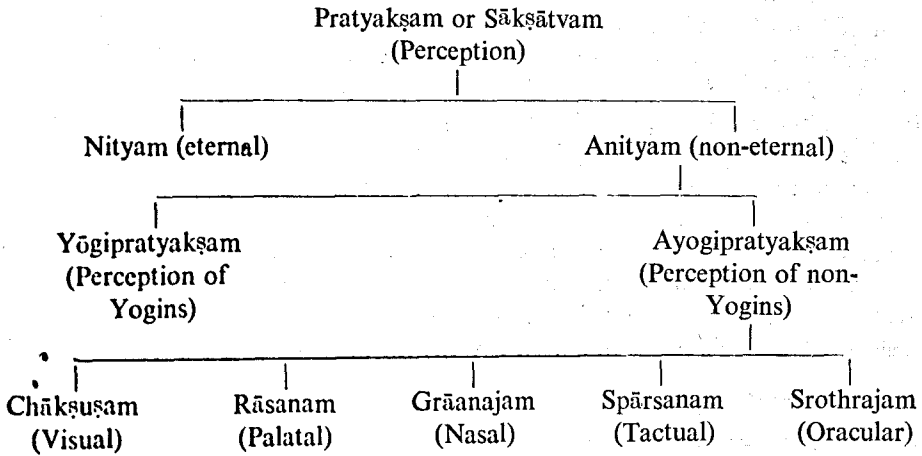 Pratyakṣam or Sākṣātvam
(Perception)
Nityam (eternal)
Anityam (non-eternal)
Yōgipratyakṣam
(Perception of
Yogins)
Ayogipratyakṣam
(Perception of non-
Yogins)
Chākṣuṣam
(Visual)
Rāsanam
(Palatal)
Grāanajam
(Nasal)
Spārsanam
(Tactual)
Srothrajam
(Oracular)